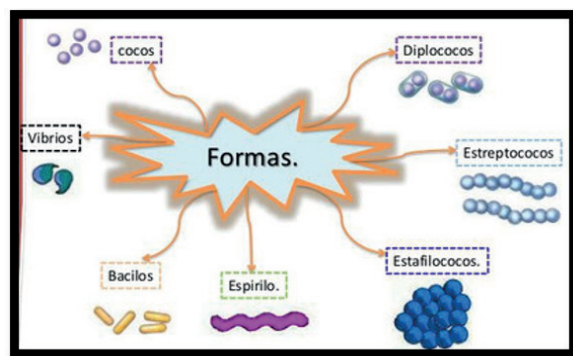 cocos
Diplococos
Vibrios
Formas.
Estreptococos
Bacilos
Espirilo.
Estafilococos.